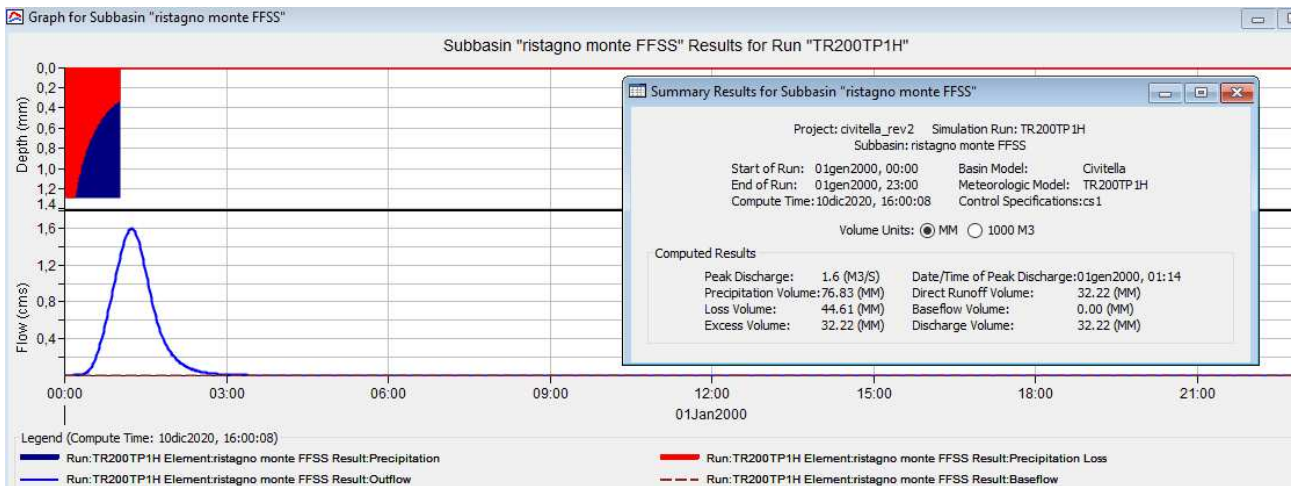 Graph for Subbasin "ristagno monte FFSS"
Subbasin "ristagno monte FFSS" Results for Run "TR200TP1H"
Depth (mm)
0,0
0,2
0,4
0,6
0,8
1,0
1,2
1,4
Flow (cms)
1,6
1,2
0,8
0,4
00:00 03:00 06:00 09:00 12:00 15:00 18:00 21:00
01Jan2000
Summary Results for Subbasin "ristagno monte FFSS"
Project: civitella_rev2 Simulation Run: TR200TP1H
Subbasin: ristagno monte FFSS
Start of Run: 01gen2000, 00:00 Basin Model: Civitella
End of Run: 01gen2000, 23:00 Meteorologic Model: TR200TP1H
Compute Time:10dic2020, 16:00:08 Control Specifications:cs1
Volume Units: MM 1000 M3
Computed Results
Peak Discharge: 1.6 (M3/S) Date/Time of Peak Discharge:01gen2000, 01:14
Precipitation Volume:76.83 (MM) Direct Runoff Volume: 32.22 (MM)
Loss Volume: 44.61 (MM) Baseflow Volume: 0.00 (MM)
Excess Volume: 32.22 (MM) Discharge Volume: 32.22 (MM)
Legend (Compute Time: 10dic2020, 16:00:08)
Run:TR200TP1H Element:ristagno monte FFSS Result:Precipitation Run:TR200TP1H Element:ristagno monte FFSS Result:Precipitation Loss
Run:TR200TP1H Element:ristagno monte FFSS Result:Outflow Run:TR200TP1H Element:ristagno monte FFSS Result:Baseflow